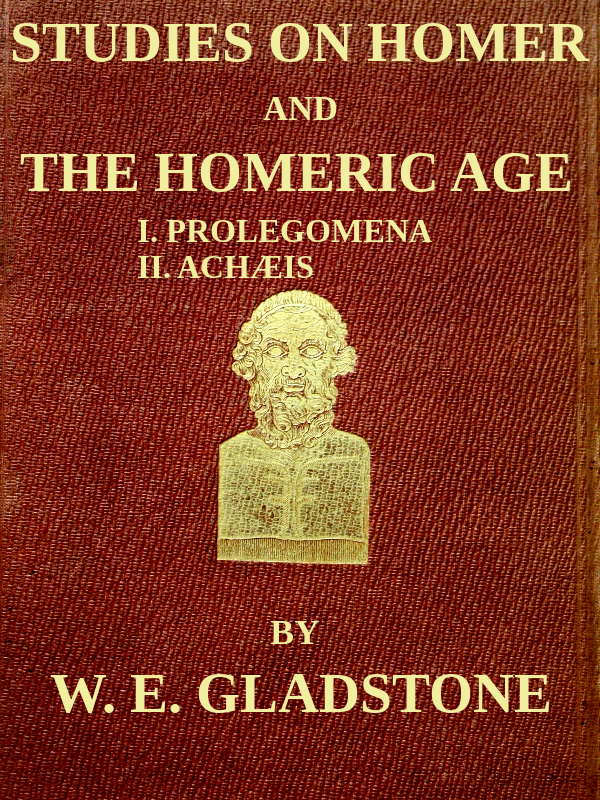 STUDIES ON HOMER
AND
THE HOMERIC AGE
I. PROLEGOMENA
II. ACHÆIS
BY
W. E. GLADSTONE